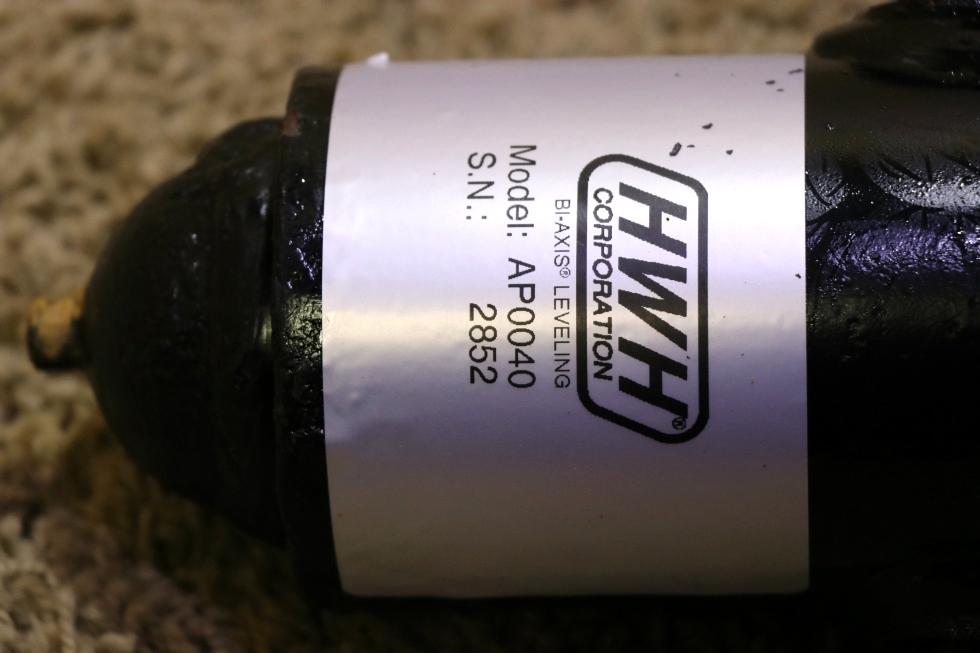 HWH®
CORPORATION
BI-AXIS® LEVELING
Model: AP0040
S.N.: 2852